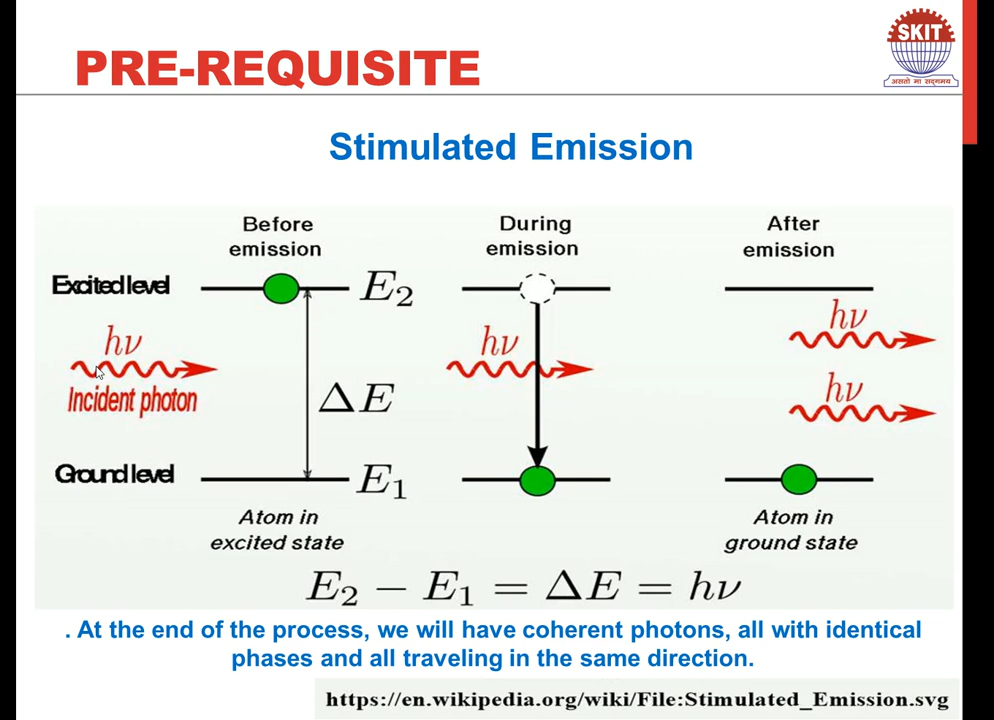 PRE-REQUISITE
SKIT
असतो मा सद्गमय
Stimulated Emission
Before
emission
During
emission
After
emission
Excited level
E₂
hν
Incident photon
ΔE
hν
hν
hν
Ground level
E₁
Atom in
excited state
Atom in
ground state
E₂ − E₁ = ΔE = hν
. At the end of the process, we will have coherent photons, all with identical
phases and all traveling in the same direction.
https://en.wikipedia.org/wiki/File:Stimulated_Emission.svg